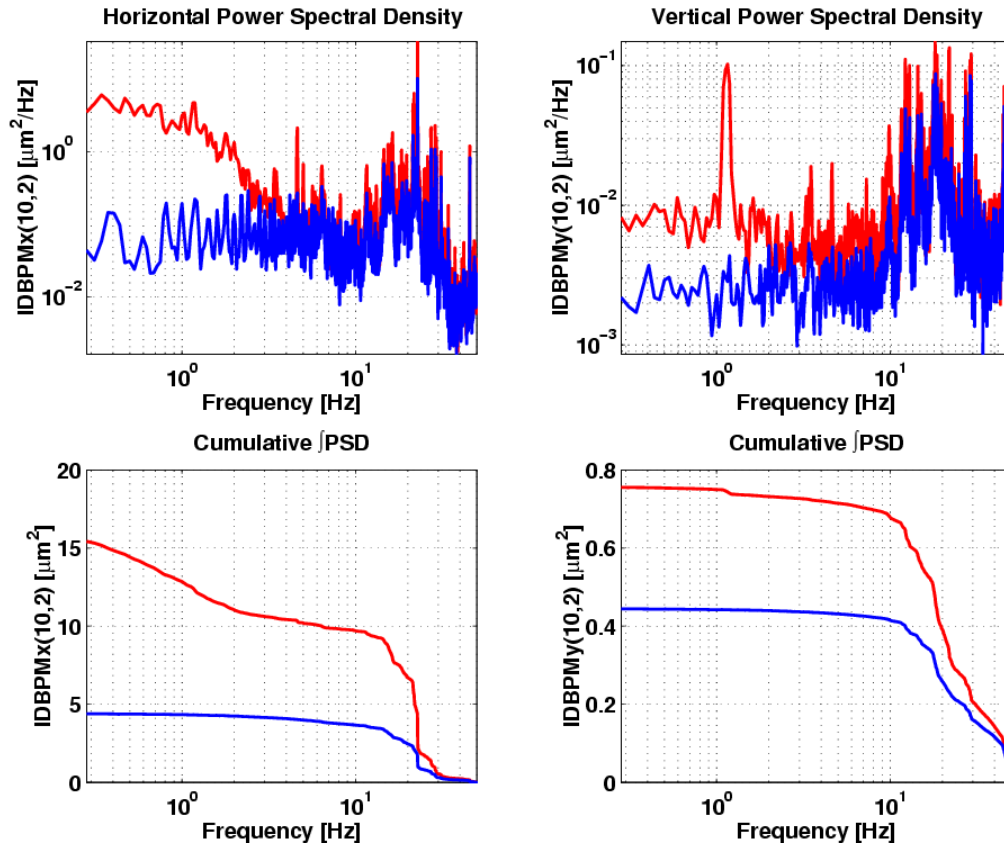 Horizontal Power Spectral Density
IDBPMx(10,2) [μm²/Hz]
10⁰
10⁻²
10⁰ 10¹
Frequency [Hz]
Vertical Power Spectral Density
IDBPMy(10,2) [μm²/Hz]
10⁻¹
10⁻²
10⁻³
10⁰ 10¹
Frequency [Hz]
Cumulative ∫PSD
IDBPMx(10,2) [μm²]
20
15
10
5
0
10⁰ 10¹
Frequency [Hz]
Cumulative ∫PSD
IDBPMy(10,2) [μm²]
0.8
0.6
0.4
0.2
0
10⁰ 10¹
Frequency [Hz]